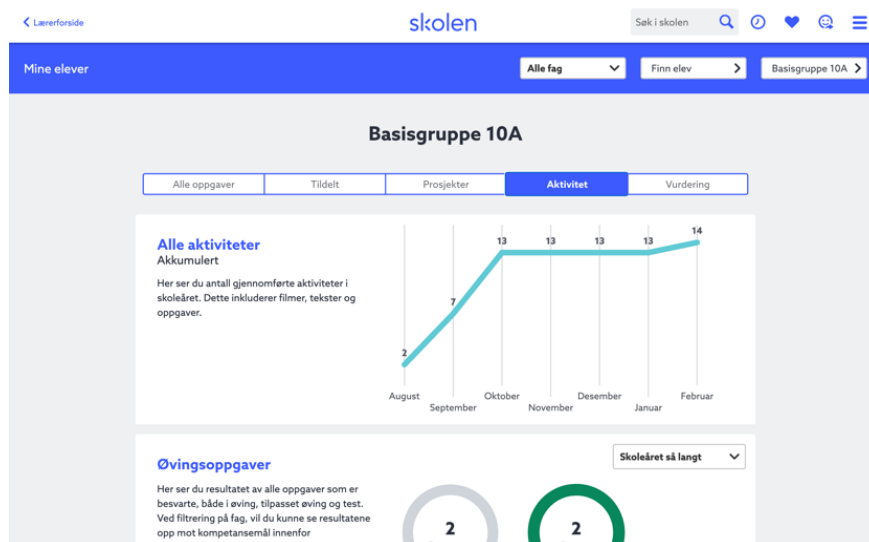 Lærerforside
skolen
Søk i skolen
Mine elever
Alle fag
Finn elev
Basisgruppe 10A
Basisgruppe 10A
Alle oppgaver
Tildelt
Prosjekter
Aktivitet
Vurdering
Alle aktiviteter
Akkumulert
Her ser du antall gjennomførte aktiviteter i
skoleåret. Dette inkluderer filmer, tekster og
oppgaver.
2
7
13
13
13
13
14
August
September
Oktober
November
Desember
Januar
Februar
Øvingsoppgaver
Skoleåret så langt
Her ser du resultatet av alle oppgaver som er
besvarte, både i øving, tilpasset øving og test.
Ved filtrering på fag, vil du kunne se resultatene
opp mot kompetansemål innenfor
2
2